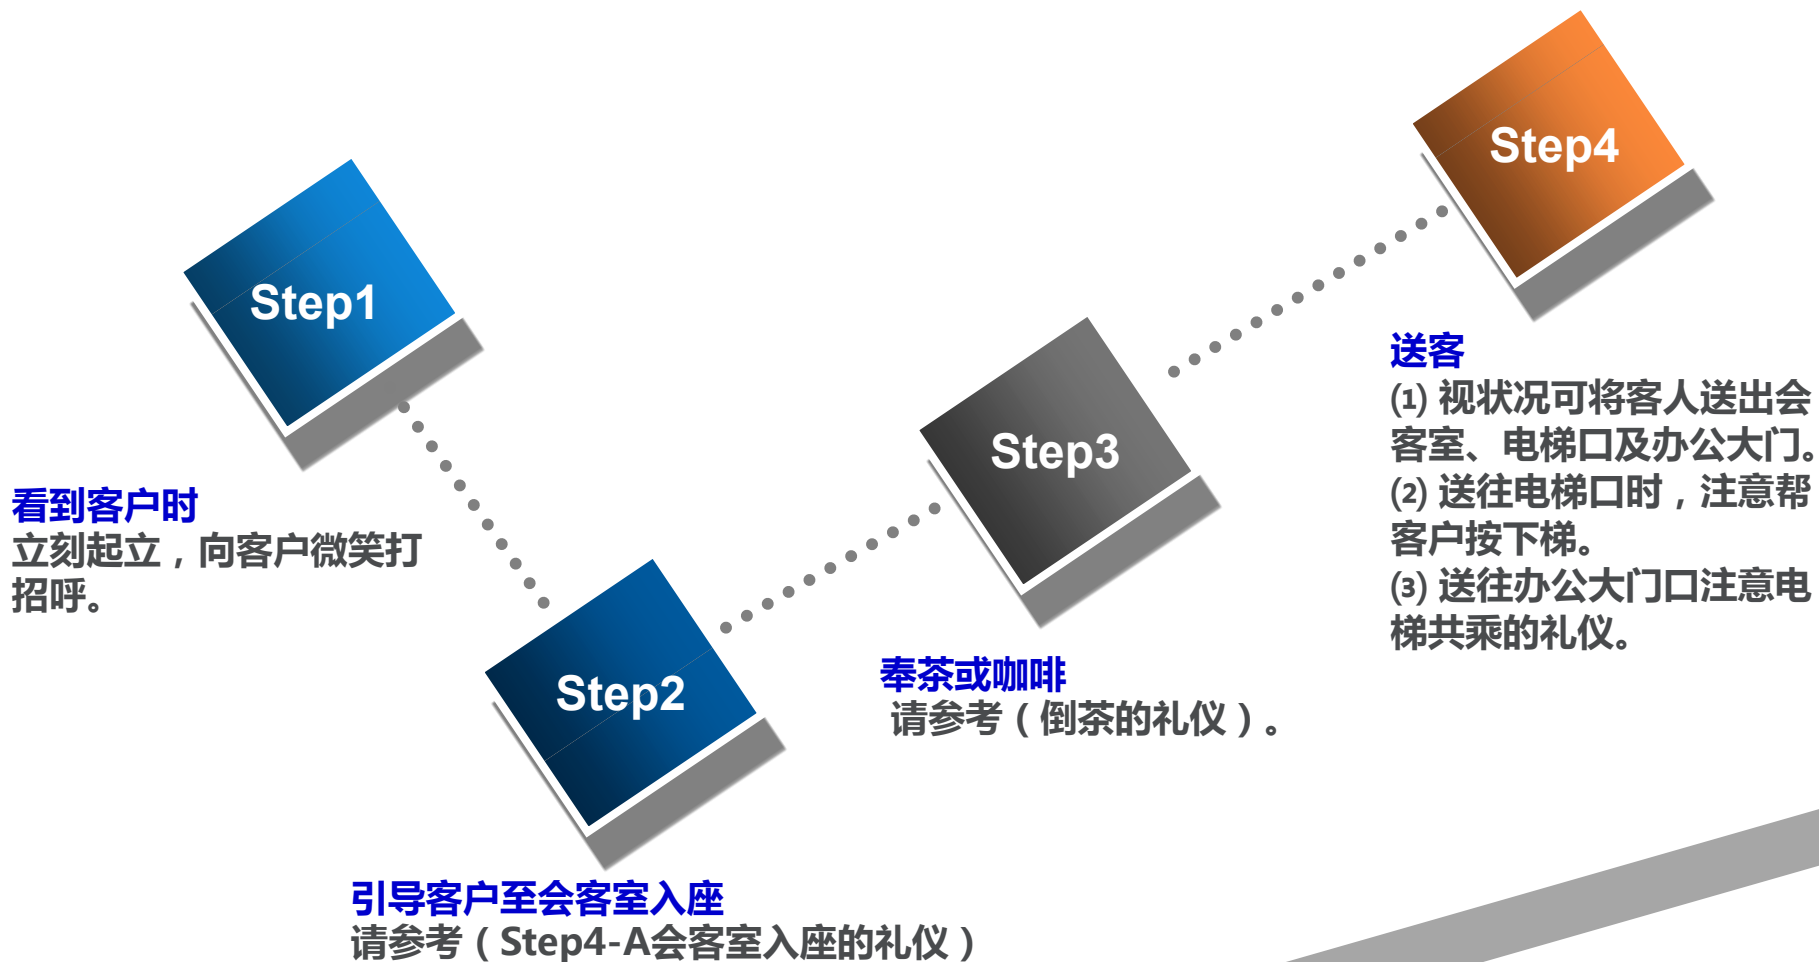 Step1
看到客户时
立刻起立，向客户微笑打
招呼。
Step2
引导客户至会客室入座
请参考（Step4-A会客室入座的礼仪）
Step3
奉茶或咖啡
请参考（倒茶的礼仪）。
Step4
送客
⑴ 视状况可将客人送出会
客室、电梯口及办公大门。
⑵ 送往电梯口时，注意帮
客户按下梯。
⑶ 送往办公大门口注意电
梯共乘的礼仪。